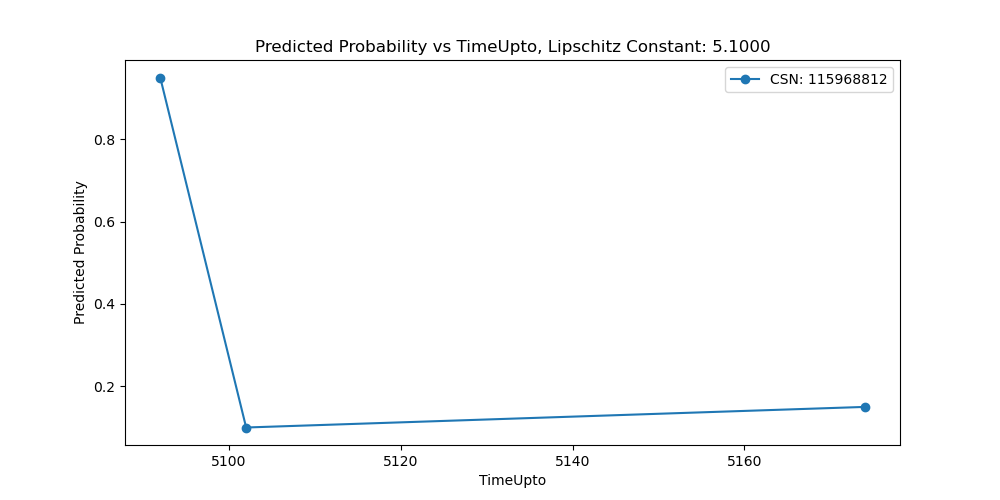 Predicted Probability vs TimeUpto, Lipschitz Constant: 5.1000
CSN: 115968812
Predicted Probability
0.8
0.6
0.4
0.2
5100
5120
5140
5160
TimeUpto